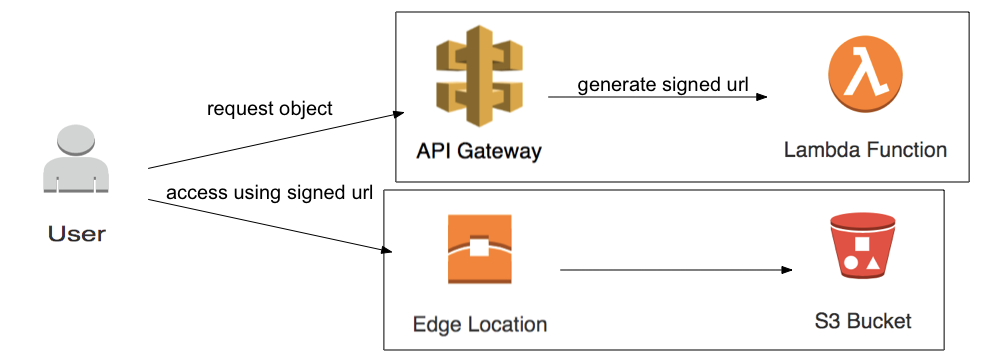 request object
generate signed url
API Gateway
Lambda Function
access using signed url
User
Edge Location
S3 Bucket